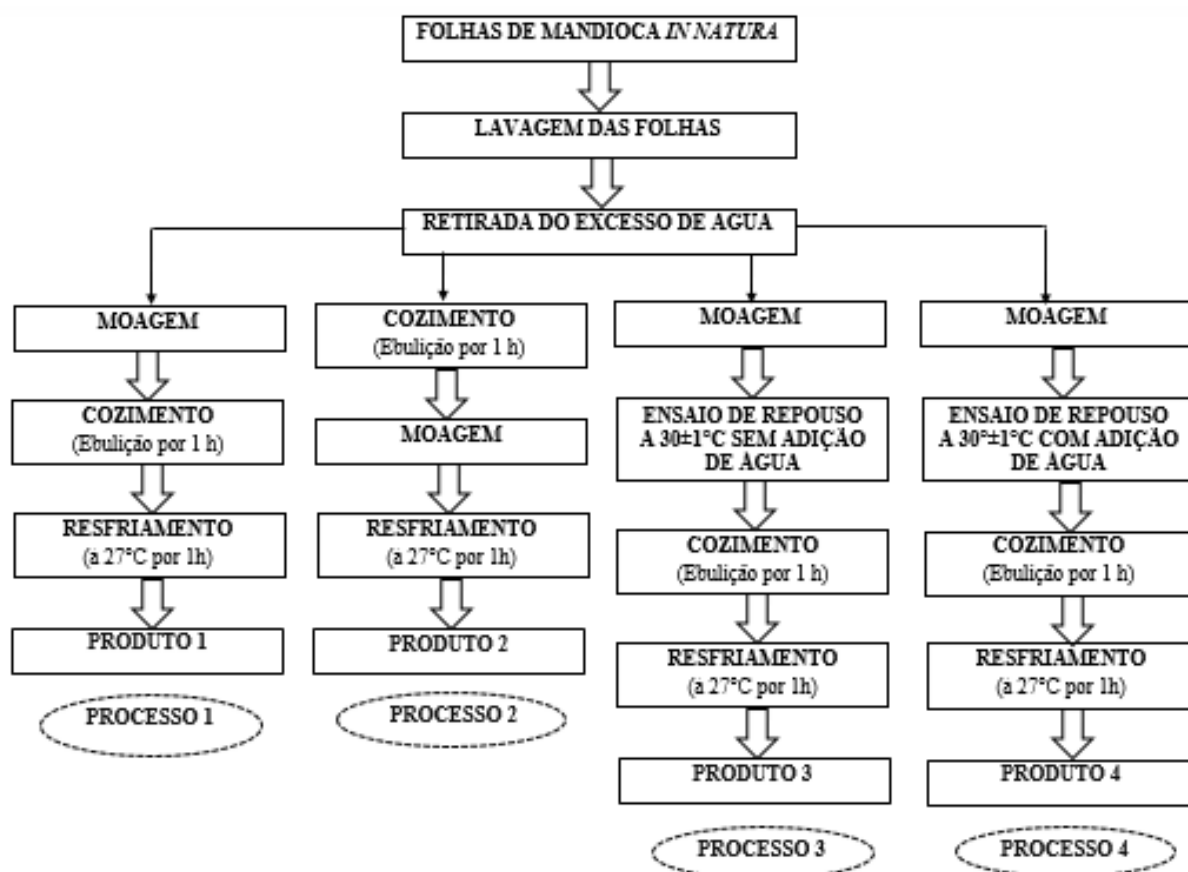 FOLHAS DE MANDIOCA IN NATURA
LAVAGEM DAS FOLHAS
RETIRADA DO EXCESSO DE AGUA
MOAGEM
COZIMENTO
(Ebulição por 1 h)
RESFRIAMENTO
(à 27°C por 1h)
PRODUTO 1
PROCESSO 1
COZIMENTO
(Ebulição por 1 h)
MOAGEM
RESFRIAMENTO
(à 27°C por 1h)
PRODUTO 2
PROCESSO 2
MOAGEM
ENSAIO DE REPOUSO
A 30±1°C SEM ADIÇÃO
DE ÁGUA
COZIMENTO
(Ebulição por 1 h)
RESFRIAMENTO
(à 27°C por 1h)
PRODUTO 3
PROCESSO 3
MOAGEM
ENSAIO DE REPOUSO
A 30°±1°C COM ADIÇÃO
DE ÁGUA
COZIMENTO
(Ebulição por 1 h)
RESFRIAMENTO
(à 27°C por 1h)
PRODUTO 4
PROCESSO 4